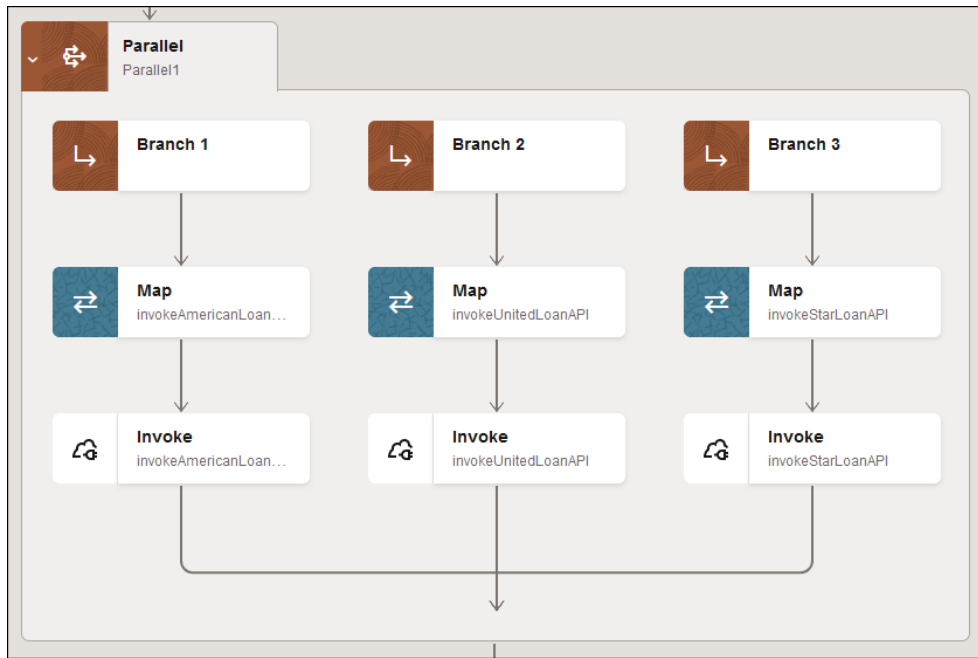 Parallel
Parallel1
Branch 1
Branch 2
Branch 3
Map
invokeAmericanLoan...
Map
invokeUnitedLoanAPI
Map
invokeStarLoanAPI
Invoke
invokeAmericanLoan...
Invoke
invokeUnitedLoanAPI
Invoke
invokeStarLoanAPI